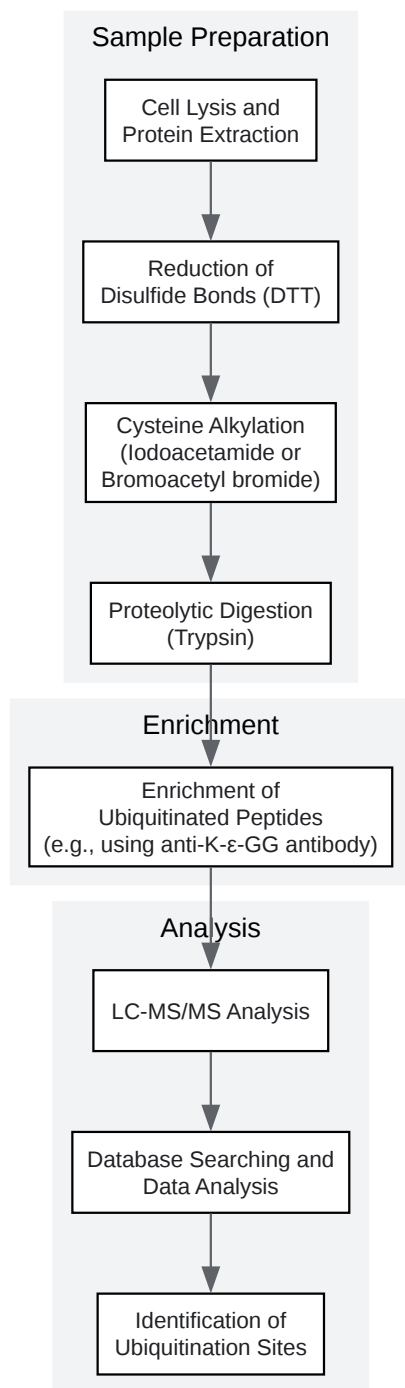 Sample Preparation
Cell Lysis and
Protein Extraction
Reduction of
Disulfide Bonds (DTT)
Cysteine Alkylation
(Iodoacetamide or
Bromoacetyl bromide)
Proteolytic Digestion
(Trypsin)
Enrichment
Enrichment of
Ubiquitinated Peptides
(e.g., using anti-K-ε-GG antibody)
Analysis
LC-MS/MS Analysis
Database Searching and
Data Analysis
Identification of
Ubiquitination Sites